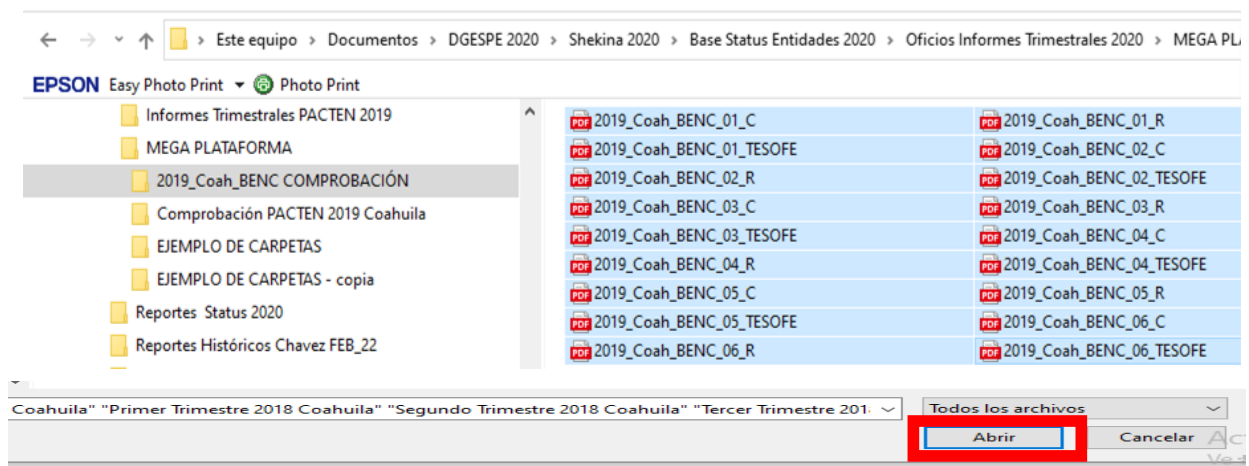 Este equipo > Documentos > DGESPE 2020 > Shekina 2020 > Base Status Entidades 2020 > Oficios Informes Trimestrales 2020 > MEGA PL
EPSON Easy Photo Print Photo Print
Informes Trimestrales PACTEN 2019
MEGA PLATAFORMA
2019_Coah_BENC COMPROBACIÓN
Comprobación PACTEN 2019 Coahuila
EJEMPLO DE CARPETAS
EJEMPLO DE CARPETAS - copia
Reportes Status 2020
Reportes Históricos Chavez FEB_22
2019_Coah_BENC_01_C 2019_Coah_BENC_01_R
2019_Coah_BENC_01_TESOFE 2019_Coah_BENC_02_C
2019_Coah_BENC_02_R 2019_Coah_BENC_02_TESOFE
2019_Coah_BENC_03_C 2019_Coah_BENC_03_R
2019_Coah_BENC_03_TESOFE 2019_Coah_BENC_04_C
2019_Coah_BENC_04_R 2019_Coah_BENC_04_TESOFE
2019_Coah_BENC_05_C 2019_Coah_BENC_05_R
2019_Coah_BENC_05_TESOFE 2019_Coah_BENC_06_C
2019_Coah_BENC_06_R 2019_Coah_BENC_06_TESOFE
Coahuila" "Primer Trimestre 2018 Coahuila" "Segundo Trimestre 2018 Coahuila" "Tercer Trimestre 201
Todos los archivos
Abrir Cancelar